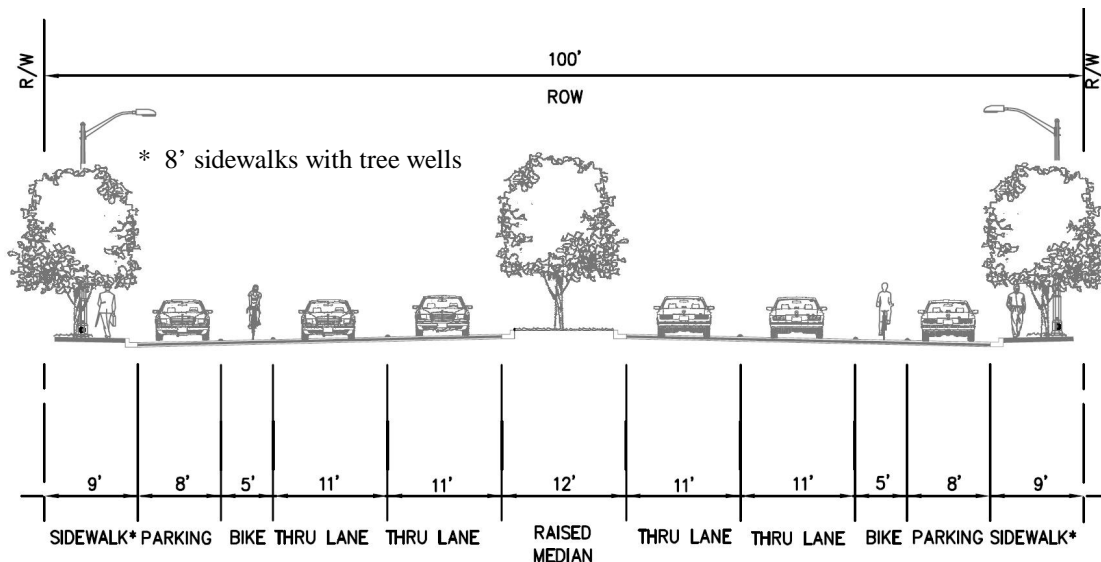 100'
R/W
R/W
ROW
* 8' sidewalks with tree wells
9' 8' 5' 11' 11' 12' 11' 11' 5' 8' 9'
SIDEWALK* PARKING BIKE THRU LANE THRU LANE RAISED THRU LANE THRU LANE BIKE PARKING SIDEWALK*
MEDIAN